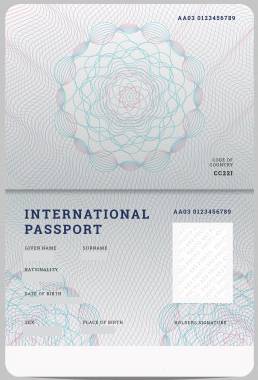 AA03 0123456789
CODE OF
COUNTRY
CC22I
INTERNATIONAL
PASSPORT
AA03 0123456789
GIVEN NAME SURNAME
NATIONALITY
DATE OF BIRTH
SEX PLACE OF BIRTH HOLDERS SIGNATURE